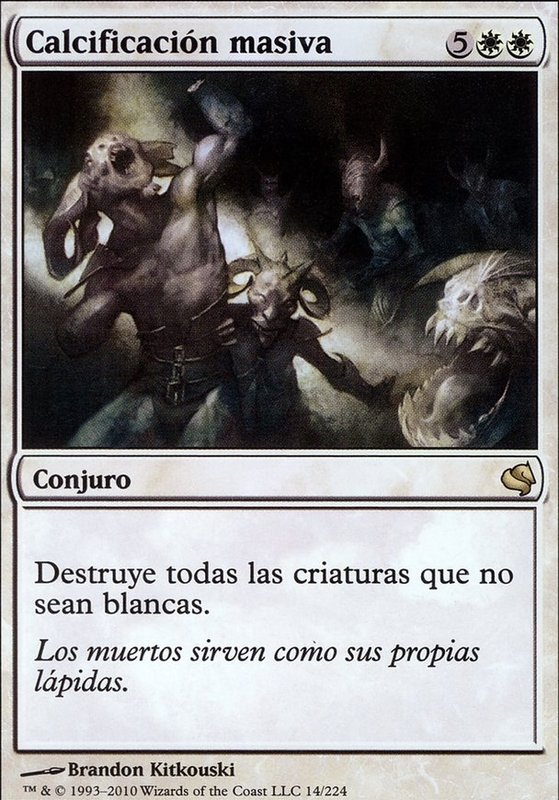 Calcificación masiva 5
Conjuro
Destruye todas las criaturas que no
sean blancas.
Los muertos sirven como sus propias
lápidas.
Brandon Kitkouski
™ & © 1993–2010 Wizards of the Coast LLC 14/224